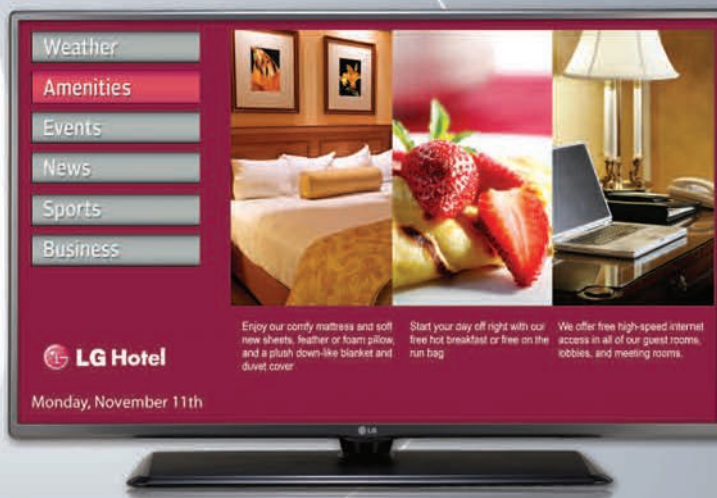 Weather
Amenities
Events
News
Sports
Business
LG Hotel
Monday, November 11th
Enjoy our comfy mattress and soft
new sheets, feather or foam pillow,
and a plush down-like blanket and
duvet cover
Start your day off right with our
free hot breakfast or free on the
run bag
We offer free high-speed internet
access in all of our guest rooms,
lobbies, and meeting rooms.
LG